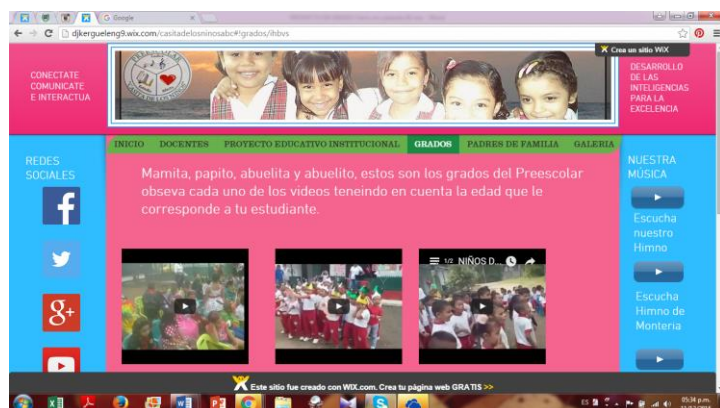 Google
djkergueleng9.wix.com/casitadelosninosabc#!grados/ihbvs
Crea un sitio WiX
CONECTATE
COMUNICATE
E INTERACTUA
DESARROLLO
DE LAS
INTELIGENCIAS
PARA LA
EXCELENCIA
INICIO DOCENTES PROYECTO EDUCATIVO INSTITUCIONAL GRADOS PADRES DE FAMILIA GALERIA
REDES
SOCIALES
Mamita, papito, abuelita y abuelito, estos son los grados del Preescolar
obseva cada uno de los videos teneindo en cuenta la edad que le
corresponde a tu estudiante.
1/2 NIÑOS D...
NUESTRA
MÚSICA
Escucha
nuestro
Himno
Escucha
Himno de
Monteria
Este sitio fue creado con WIX.com. Crea tu página web GRATIS >>
ES
05:34 p.m.